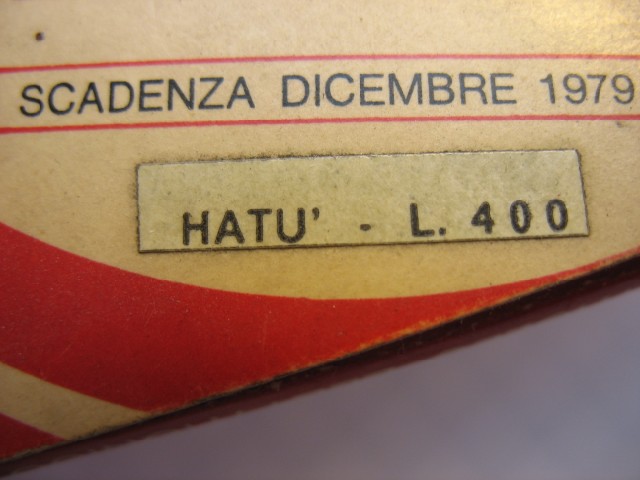 SCADENZA DICEMBRE 1979
HATU' - L. 400